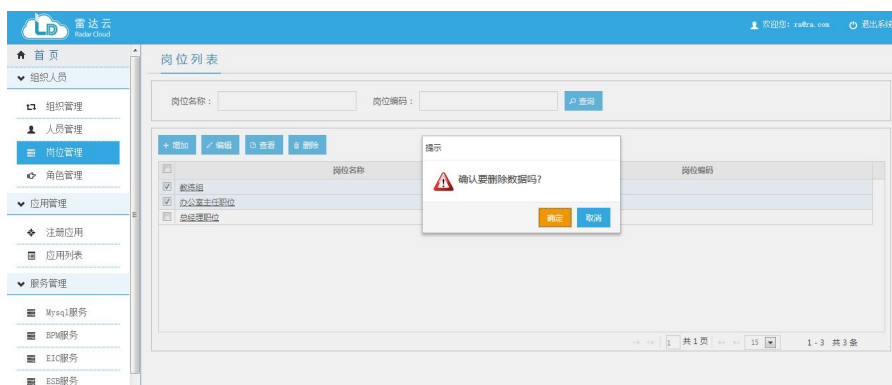 LD 雷达云
Radar Cloud
欢迎您: ra@ra.com 退出系统
首页
组织人员
组织管理
人员管理
岗位管理
角色管理
应用管理
注册应用
应用列表
服务管理
Mysql服务
BPM服务
EIC服务
ESB服务
岗位列表
岗位名称： 岗位编码： 查询
增加 编辑 查看 删除
岗位名称 岗位编码
教练组
办公室主任职位
总经理职位
提示
确认要删除数据吗?
确定 取消
1 共1页 15 1 - 3 共3条